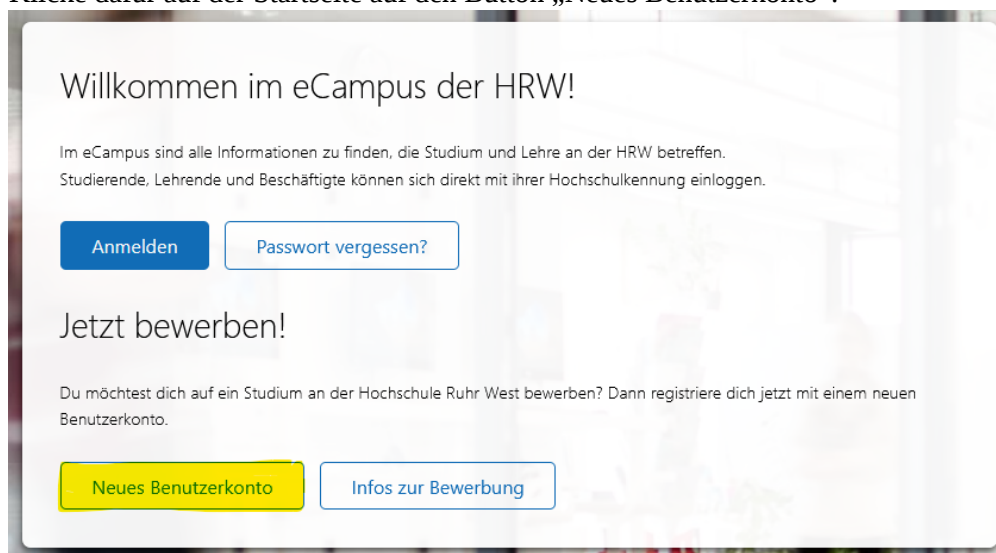 Klicke dafür auf der Startseite auf den Button „Neues Benutzerkonto“.
Willkommen im eCampus der HRW!
Im eCampus sind alle Informationen zu finden, die Studium und Lehre an der HRW betreffen.
Studierende, Lehrende und Beschäftigte können sich direkt mit ihrer Hochschulkennung einloggen.
Anmelden Passwort vergessen?
Jetzt bewerben!
Du möchtest dich auf ein Studium an der Hochschule Ruhr West bewerben? Dann registriere dich jetzt mit einem neuen
Benutzerkonto.
Neues Benutzerkonto Infos zur Bewerbung